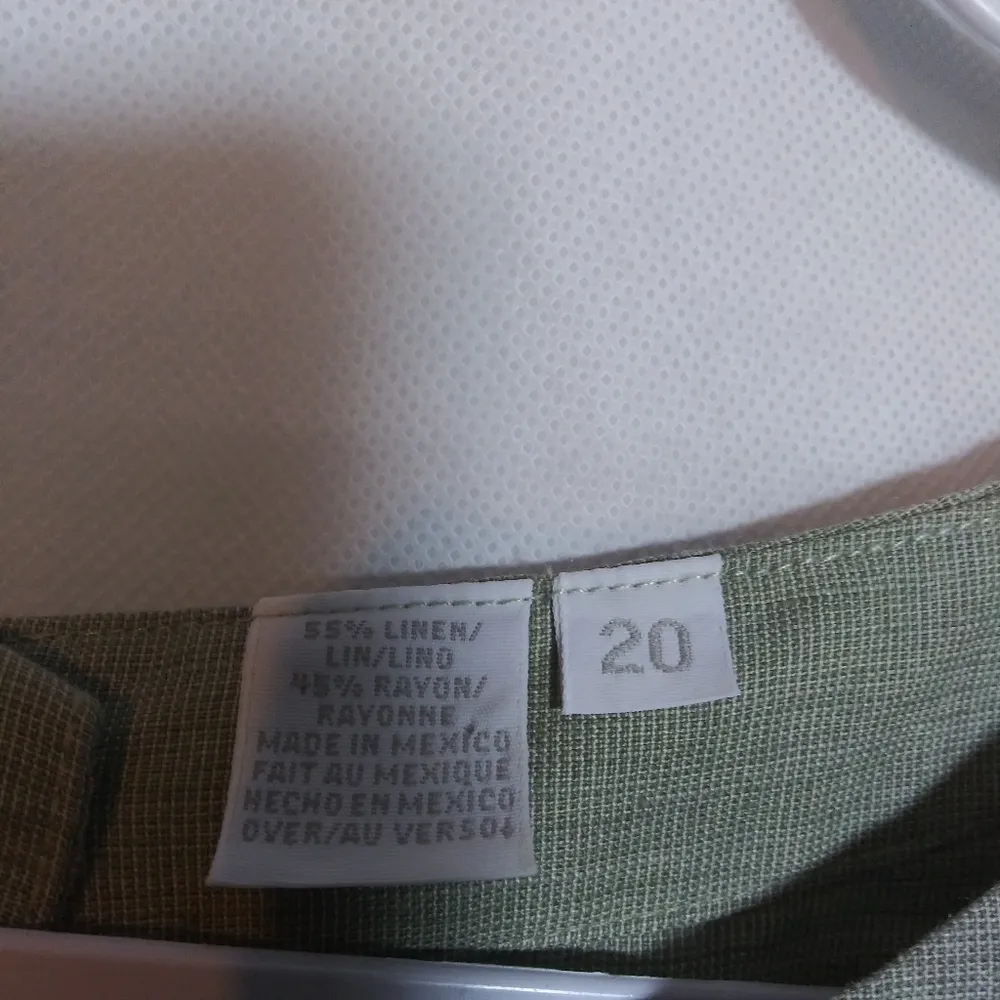 55% LINEN/
LIN/LINO
45% RAYON/
RAYONNE
MADE IN MEXICO
FAIT AU MEXIQUE
HECHO EN MEXICO
OVER/AU VERSO
20